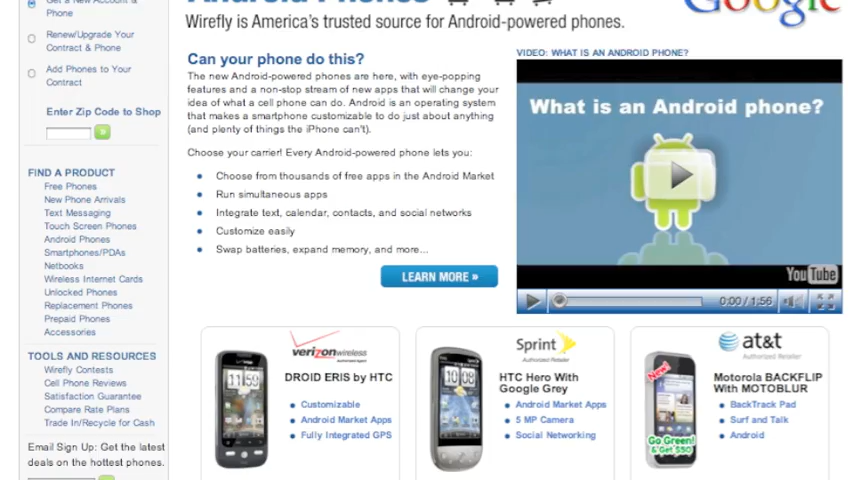 Android Phones
Google
Wirefly is America's trusted source for Android-powered phones.
Get a New Account &
Phone
Renew/Upgrade Your
Contract & Phone
Add Phones to Your
Contract
Enter Zip Code to Shop
»
FIND A PRODUCT
Free Phones
New Phone Arrivals
Text Messaging
Touch Screen Phones
Android Phones
Smartphones/PDAs
Netbooks
Wireless Internet Cards
Unlocked Phones
Replacement Phones
Prepaid Phones
Accessories
TOOLS AND RESOURCES
Wirefly Contests
Cell Phone Reviews
Satisfaction Guarantee
Compare Rate Plans
Trade In/Recycle for Cash
Email Sign Up: Get the latest
deals on the hottest phones.
Can your phone do this?
The new Android-powered phones are here, with eye-popping
features and a non-stop stream of new apps that will change your
idea of what a cell phone can do. Android is an operating system
that makes a smartphone customizable to do just about anything
(and plenty of things the iPhone can't).
Choose your carrier! Every Android-powered phone lets you:
Choose from thousands of free apps in the Android Market
Run simultaneous apps
Integrate text, calendar, contacts, and social networks
Customize easily
Swap batteries, expand memory, and more...
LEARN MORE »
VIDEO: WHAT IS AN ANDROID PHONE?
What is an Android phone?
YouTube
0:00 / 1:56
verizonwireless
DROID ERIS by HTC
Customizable
Android Market Apps
Fully Integrated GPS
11:59
Sprint
Authorized Retailer
HTC Hero With
Google Grey
Android Market Apps
5 MP Camera
Social Networking
10:08
at&t
Authorized Retailer
Motorola BACKFLIP
With MOTOBLUR
BackTrack Pad
Surf and Talk
Android
New!
Go Green!
& Get $50